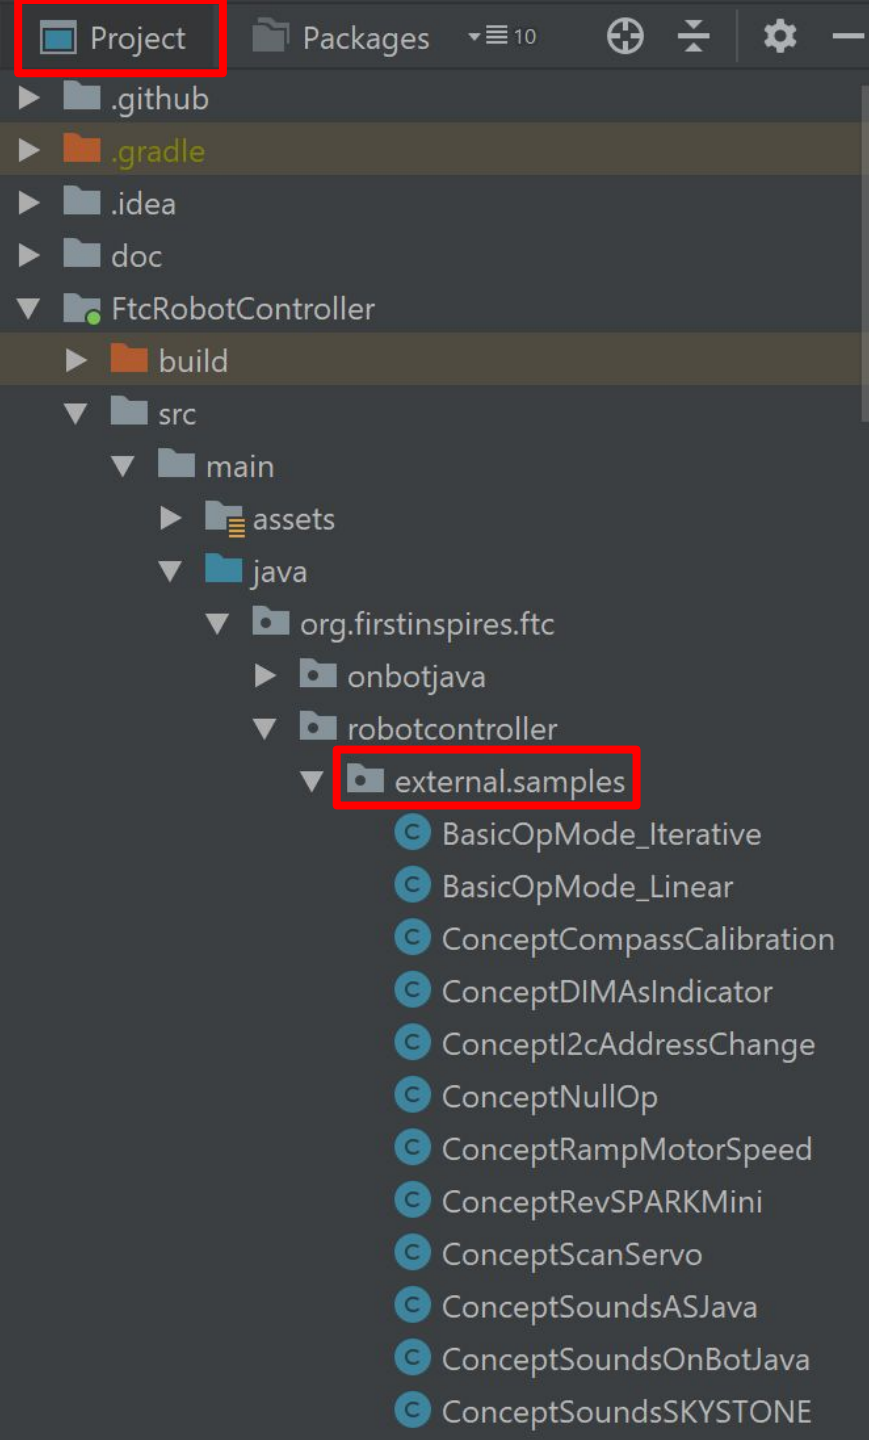 Project Packages 10
.github
.gradle
.idea
doc
FtcRobotController
build
src
main
assets
java
org.firstinspires.ftc
onbotjava
robotcontroller
external.samples
C BasicOpMode_Iterative
C BasicOpMode_Linear
C ConceptCompassCalibration
C ConceptDIMAsIndicator
C ConceptI2cAddressChange
C ConceptNullOp
C ConceptRampMotorSpeed
C ConceptRevSPARKMini
C ConceptScanServo
C ConceptSoundsASJava
C ConceptSoundsOnBotJava
C ConceptSoundsSKYSTONE